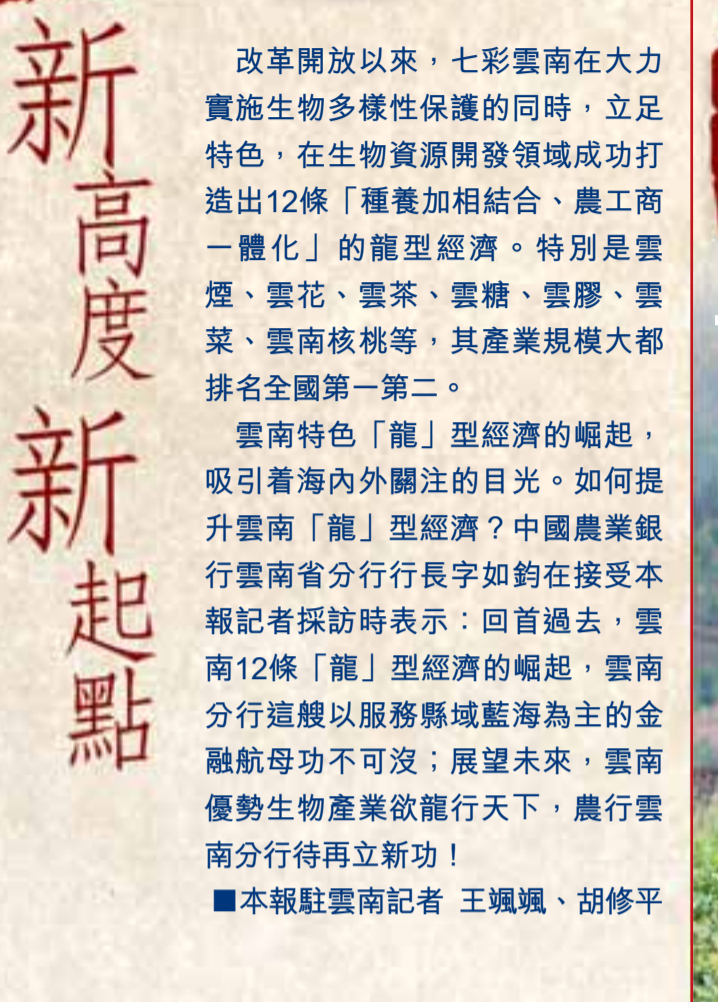 新高度 新起點
改革開放以來，七彩雲南在大力
實施生物多樣性保護的同時，立足
特色，在生物資源開發領域成功打
造出12條「種養加相結合、農工商
一體化」的龍型經濟。特別是雲
煙、雲花、雲茶、雲糖、雲膠、雲
菜、雲南核桃等，其產業規模大都
排名全國第一第二。
雲南特色「龍」型經濟的崛起，
吸引着海內外關注的目光。如何提
升雲南「龍」型經濟？中國農業銀
行雲南省分行行長字如鈞在接受本
報記者採訪時表示：回首過去，雲
南12條「龍」型經濟的崛起，雲南
分行這艘以服務縣域藍海為主的金
融航母功不可沒；展望未來，雲南
優勢生物產業欲龍行天下，農行雲
南分行待再立新功！
■本報駐雲南記者 王颯颯、胡修平